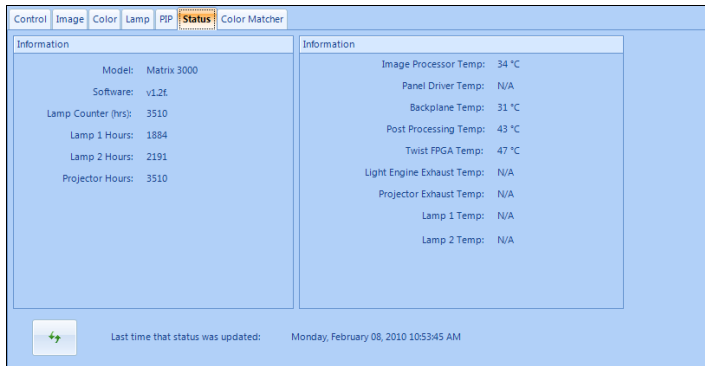 Control Image Color Lamp PIP Status Color Matcher
Information
Model: Matrix 3000
Software: v1.2f.
Lamp Counter (hrs): 3510
Lamp 1 Hours: 1884
Lamp 2 Hours: 2191
Projector Hours: 3510
Information
Image Processor Temp: 34 °C
Panel Driver Temp: N/A
Backplane Temp: 31 °C
Post Processing Temp: 43 °C
Twist FPGA Temp: 47 °C
Light Engine Exhaust Temp: N/A
Projector Exhaust Temp: N/A
Lamp 1 Temp: N/A
Lamp 2 Temp: N/A
Last time that status was updated: Monday, February 08, 2010 10:53:45 AM